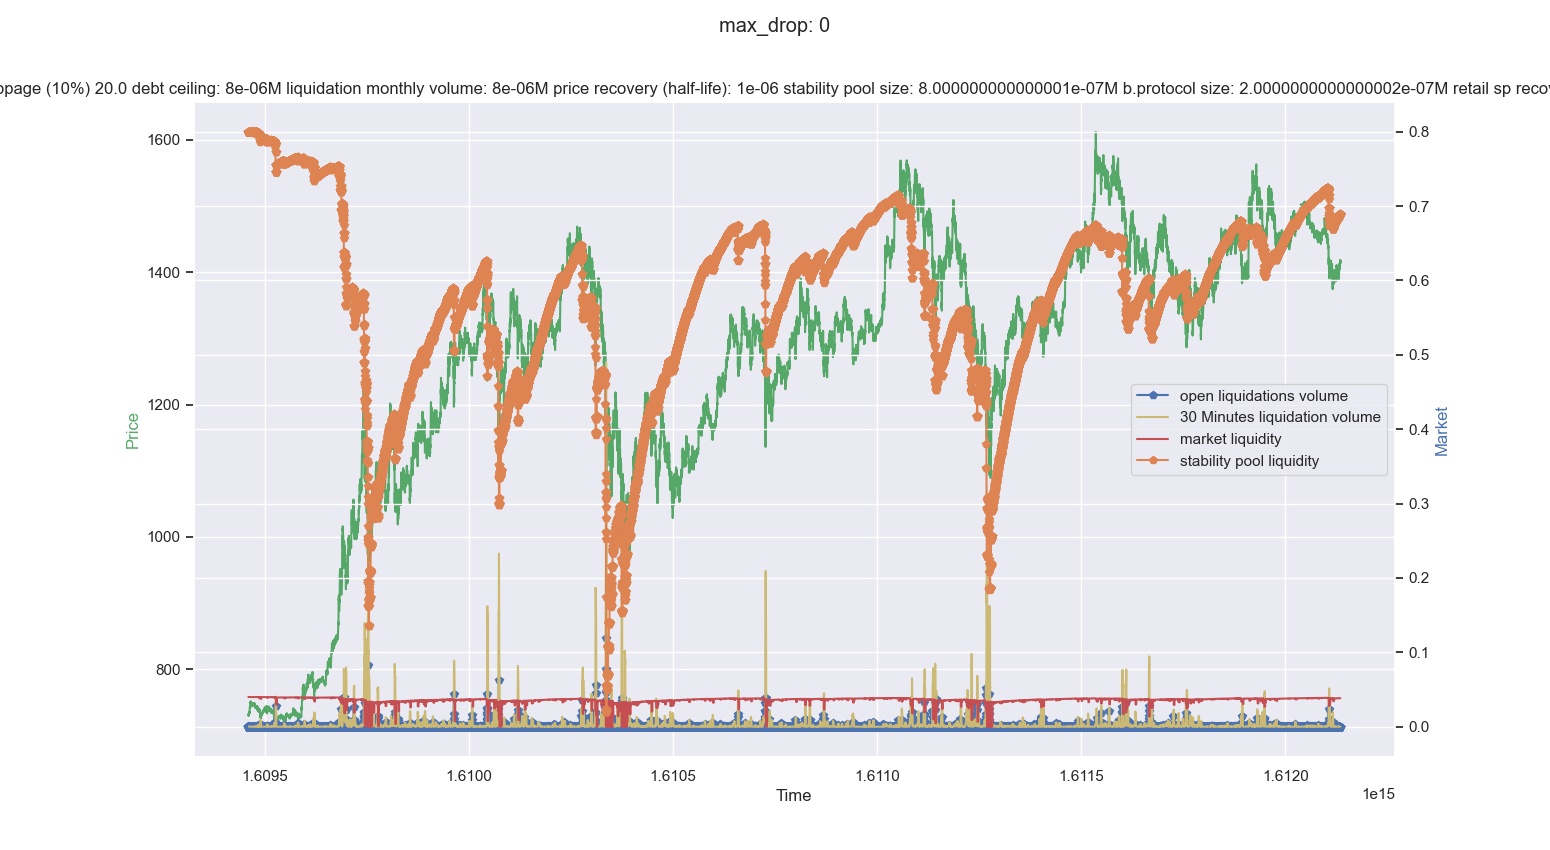 max_drop: 0
(10%) 20.0 debt ceiling: 8e-06M liquidation monthly volume: 8e-06M price recovery (half-life): 1e-06 stability pool size: 8.000000000000001e-07M b.protocol size: 2.0000000000000002e-07M retail sp
1600
1400
1200
1000
800
Price
0.8
0.7
0.6
0.5
0.4
0.3
0.2
0.1
0.0
Market
open liquidations volume
30 Minutes liquidation volume
market liquidity
stability pool liquidity
1.6095 1.6100 1.6105 1.6110 1.6115 1.6120
1e15
Time